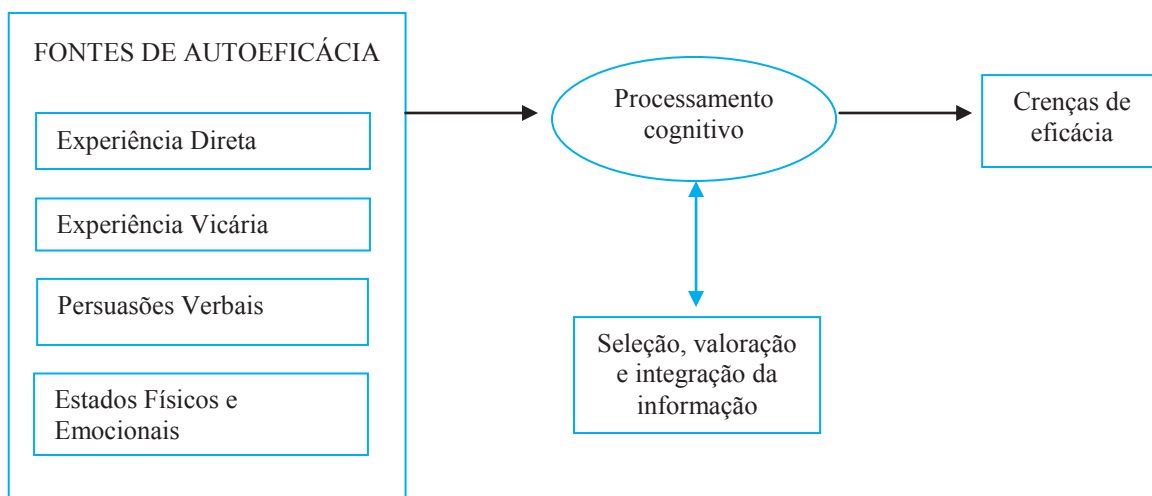 FONTES DE AUTOEFICÁCIA
Experiência Direta
Experiência Vicária
Persuasões Verbais
Estados Físicos e
Emocionais
Processamento
cognitivo
Seleção, valoração
e integração da
informação
Crenças de
eficácia